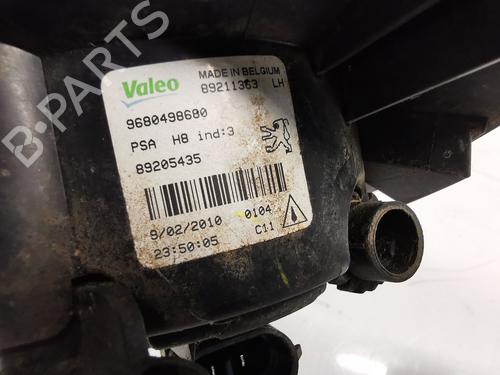 Valeo
MADE IN BELGIUM
89211363 LH
9680498680
PSA H8 ind:3
89205435
9/02/2010 0104
23:50:05 C11